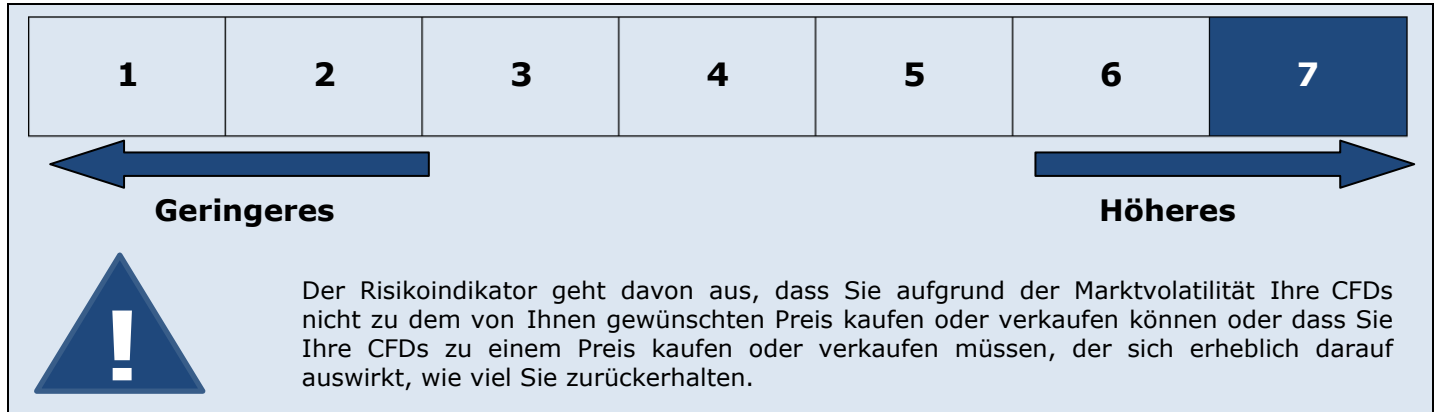 1 2 3 4 5 6 7
Geringeres Höheres
!
Der Risikoindikator geht davon aus, dass Sie aufgrund der Marktvolatilität Ihre CFDs
nicht zu dem von Ihnen gewünschten Preis kaufen oder verkaufen können oder dass Sie
Ihre CFDs zu einem Preis kaufen oder verkaufen müssen, der sich erheblich darauf
auswirkt, wie viel Sie zurückerhalten.